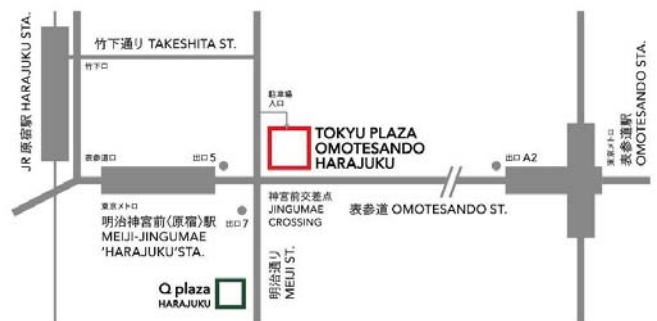 JR 原宿駅 HARAJUKU STA.
竹下通り TAKESHITA ST.
竹下口
駐車場
入口
TOKYU PLAZA
OMOTESANDO
HARAJUKU
東京メトロ
表参道駅
OMOTESANDO STA.
表参道口
出口 5
出口 A2
東京メトロ
明治神宮前〈原宿〉駅
MEIJI-JINGUMAE
'HARAJUKU'STA.
出口 7
神宮前交差点
JINGUMAE
CROSSING
表参道 OMOTESANDO ST.
明治通り
MEIJI ST.
Q plaza
HARAJUKU